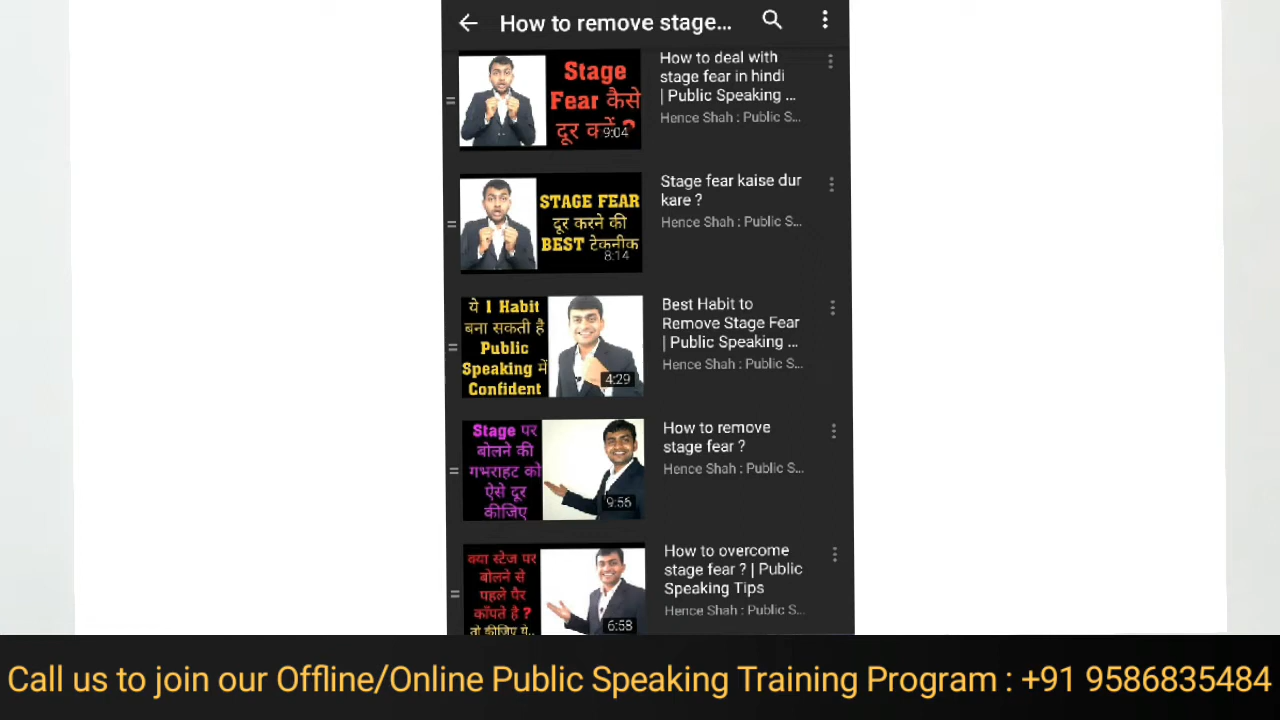 How to remove stage...
Stage
Fear कैसे
दूर करें ?
9:04
How to deal with
stage fear in hindi
| Public Speaking ...
Hence Shah : Public S...
STAGE FEAR
दूर करने की
BEST टेकनीक
8:14
Stage fear kaise dur
kare ?
Hence Shah : Public S...
ये 1 Habit
बना सकती है
Public
Speaking में
Confident
4:29
Best Habit to
Remove Stage Fear
| Public Speaking ...
Hence Shah : Public S...
Stage पर
बोलने की
गभराहट को
ऐसे दूर
कीजिए
9:56
How to remove
stage fear ?
Hence Shah : Public S...
क्या स्टेज पर
बोलने से
पहले पैर
काँपते है ?
तो कीजिए ये..
6:58
How to overcome
stage fear ? | Public
Speaking Tips
Hence Shah : Public S...
Call us to join our Offline/Online Public Speaking Training Program : +91 9586835484